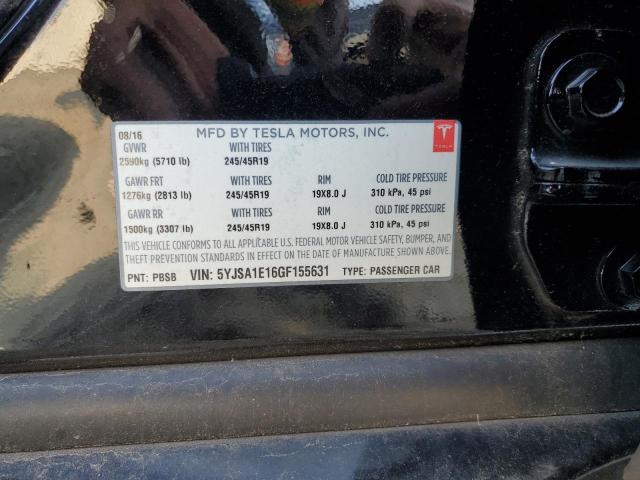 08/16 MFD BY TESLA MOTORS, INC.
GVWR WITH TIRES
2590kg (5710 lb) 245/45R19
TESLA
GAWR FRT WITH TIRES RIM COLD TIRE PRESSURE
1276kg (2813 lb) 245/45R19 19X8.0 J 310 kPa, 45 psi
GAWR RR WITH TIRES RIM COLD TIRE PRESSURE
1500kg (3307 lb) 245/45R19 19X8.0 J 310 kPa, 45 psi
THIS VEHICLE CONFORMS TO ALL APPLICABLE U.S. FEDERAL MOTOR VEHICLE SAFETY, BUMPER,
AND THEFT PREVENTION STANDARDS IN EFFECT ON THE DATE OF MANUFACTURE SHOWN ABOVE.
PNT: PBSB VIN: 5YJSA1E16GF155631 TYPE: PASSENGER CAR